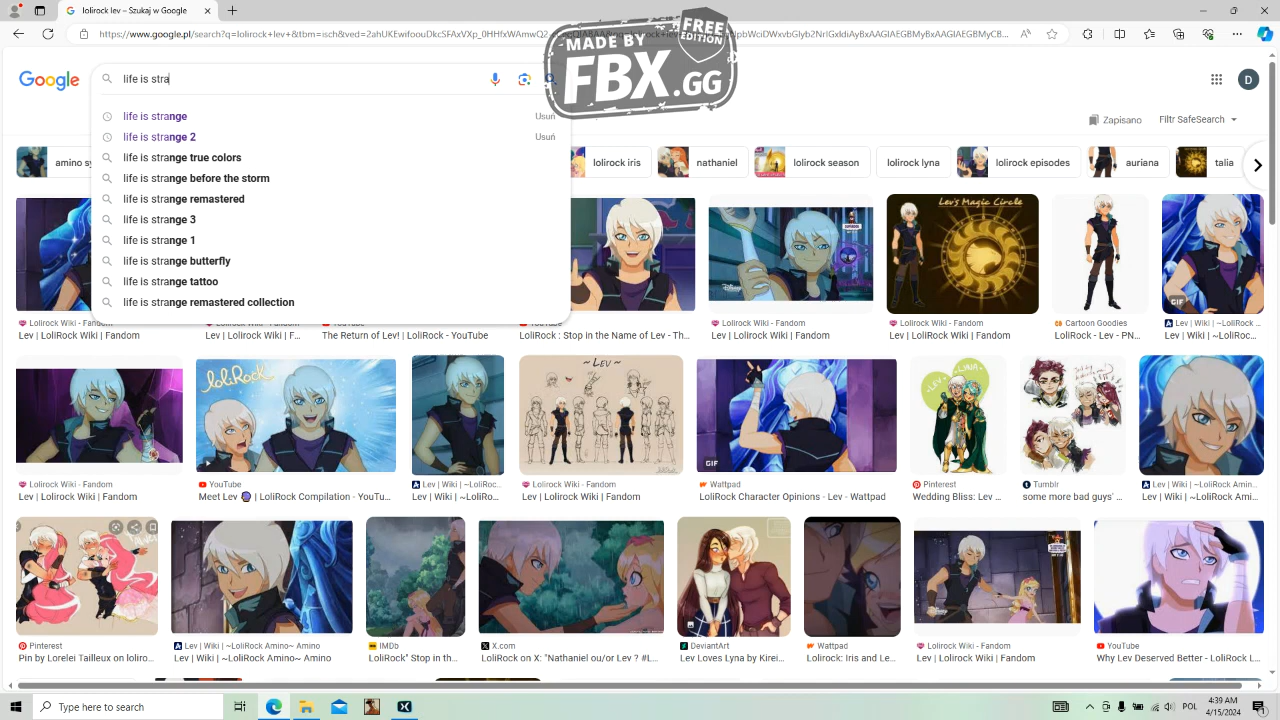 lolirock lev – Szukaj w Google
https://www.google.pl/search?q=lolirock+lev+&tbm=isch&ved=2ahUKEwifoouDkcSFAxVXp_0HHfxWAmwQ2-
MADE BY
FREE
EDITION
FBX.GG
Google
life is stra
D
life is strange
Usuń
life is strange 2
Usuń
life is strange true colors
life is strange before the storm
life is strange remastered
life is strange 3
life is strange 1
life is strange butterfly
life is strange tattoo
life is strange remastered collection
Zapisano
Filtr SafeSearch
amino
lolirock iris
nathaniel
lolirock season
lolirock lyna
lolirock episodes
auriana
talia
Lev's Magic Circle
Disney
GIF
Lolirock Wiki - Fandom
Lev | Lolirock Wiki | Fandom
Lolirock Wiki - Fandom
Lev | Lolirock Wiki | F...
YouTube
The Return of Lev! | LoliRock - YouTube
YouTube
LoliRock : Stop in the Name of Lev - Th...
Lolirock Wiki - Fandom
Lev | Lolirock Wiki | Fandom
Lolirock Wiki - Fandom
Lev | Lolirock Wiki | Fandom
Cartoon Goodies
LoliRock - Lev - PN...
Lev | Wiki | ~LoliRock ...
Lev | Wiki | ~LoliRoc...
loliRock
~ LEV ~
GIF
LEV
LYNA
Lolirock Wiki - Fandom
Lev | Lolirock Wiki | Fandom
YouTube
Meet Lev 🔮 | LoliRock Compilation - YouTu...
Lev | Wiki | ~LoliRoc...
Lev | Wiki | ~LoliRo...
Lolirock Wiki - Fandom
Lev | Lolirock Wiki | Fandom
Wattpad
LoliRock Character Opinions - Lev - Wattpad
Pinterest
Wedding Bliss: Lev ...
Tumblr
some more bad guys' ...
Lev | Wiki | ~LoliRock Amin...
Lev | Wiki | ~LoliRock Ami...
Pinterest
Pin by Lorelei Tailleux on loliro...
Lev | Wiki | ~LoliRock Amino~ Amino
Lev | Wiki | ~LoliRock Amino~ Amino
IMDb
LoliRock" Stop in th...
X.com
LoliRock on X: "Nathaniel ou/or Lev ? #L...
DeviantArt
Lev Loves Lyna by Kirei...
Wattpad
Lolirock: Iris and Le...
Lolirock Wiki - Fandom
Lev | Lolirock Wiki | Fandom
YouTube
Why Lev Deserved Better - LoliRock L...
Type here to search
POL
4:39 AM
4/15/2024
1